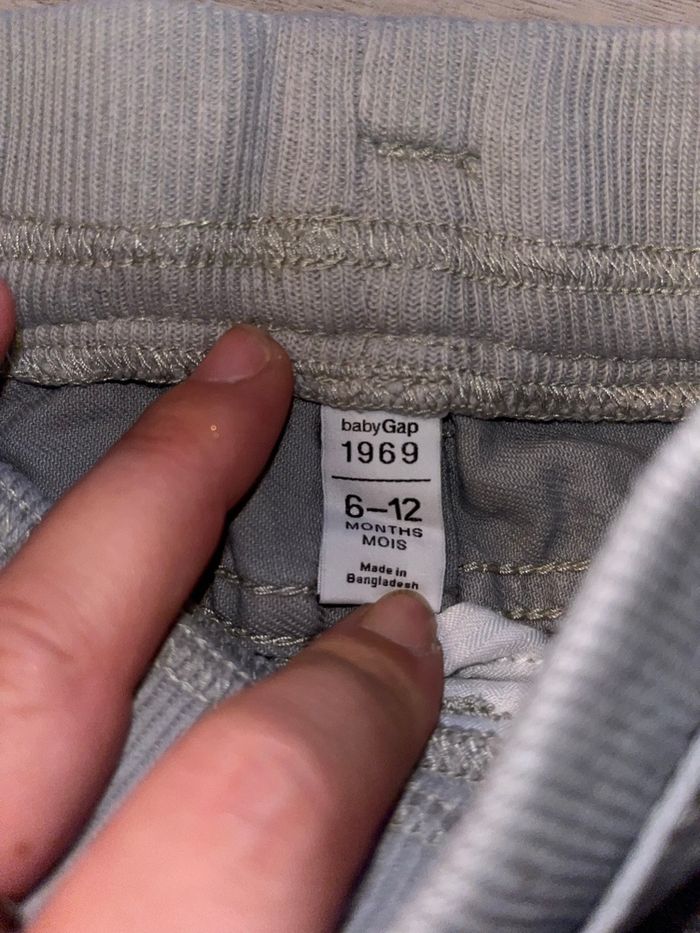 babyGap
1969
6–12
MONTHS
MOIS
Made in
Bangladesh